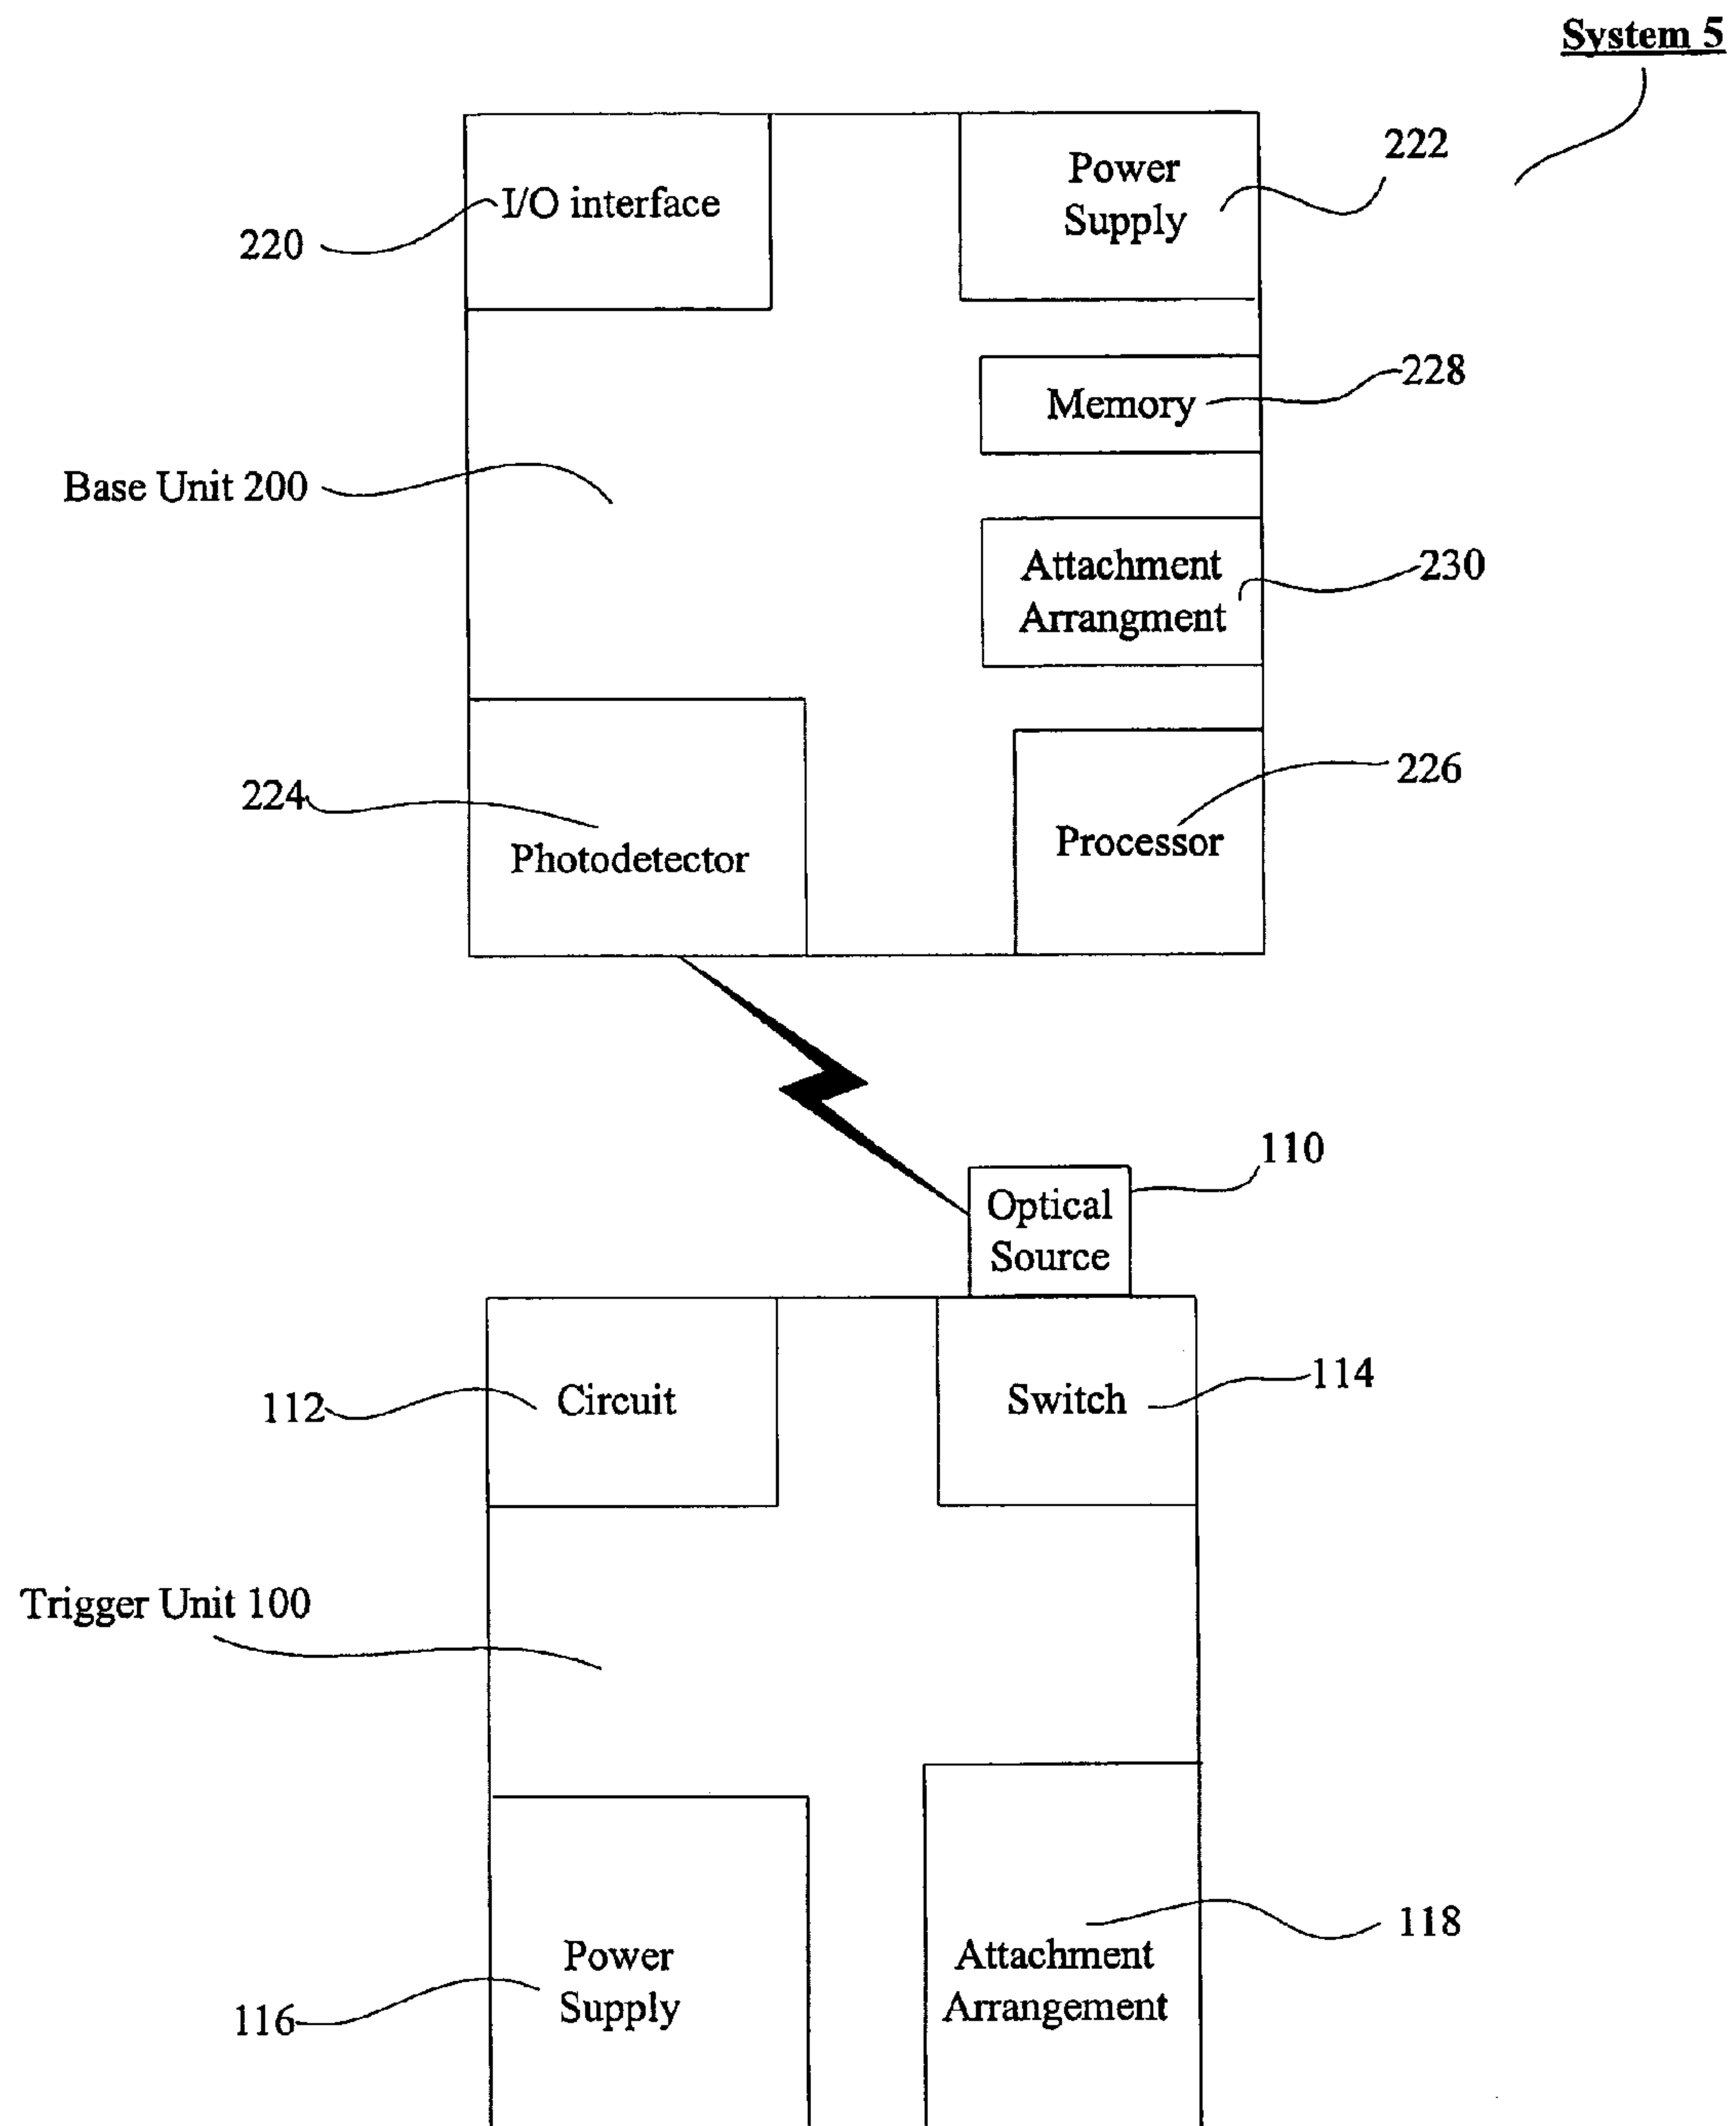 System 5
222
Power
Supply
I/O interface
220
228
Memory
Base Unit 200
230
Attachment
Arrangment
226
224
Processor
Photodetector
110
Optical
Source
114
112
Circuit
Switch
Trigger Unit 100
118
Power
Supply
Attachment
Arrangement
116